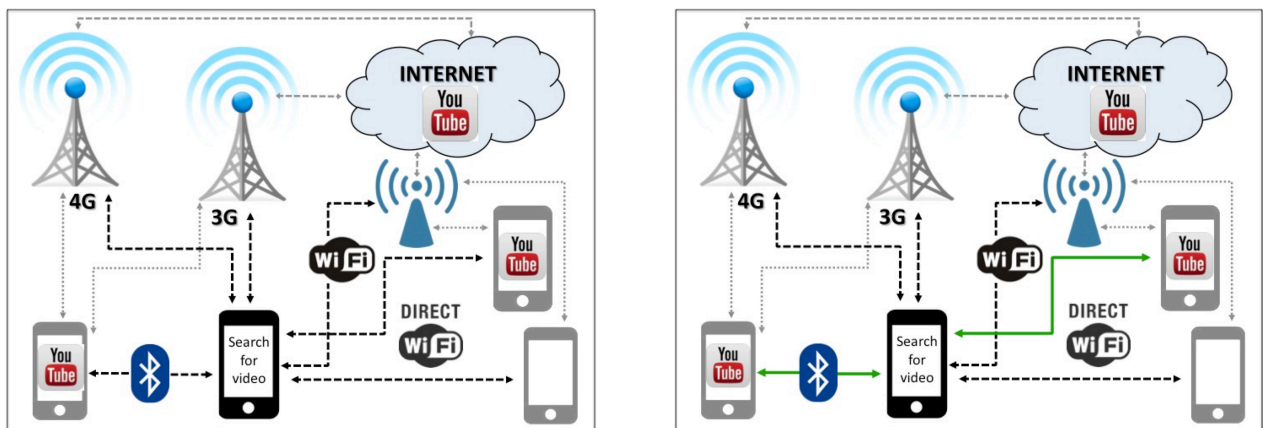 INTERNET
You
Tube
4G
3G
WiFi
You
Tube
DIRECT
WiFi
You
Tube
Search
for
video
INTERNET
You
Tube
4G
3G
WiFi
You
Tube
DIRECT
WiFi
You
Tube
Search
for
video